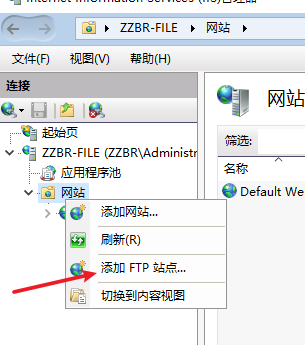 Internet Information Services (IIS)管理器
ZZBR-FILE
网站
文件(F)
视图(V)
帮助(H)
连接
网站
起始页
筛选:
ZZBR-FILE (ZZBR\Administr
应用程序池
名称
网站
Default We
添加网站...
刷新(R)
添加 FTP 站点...
切换到内容视图